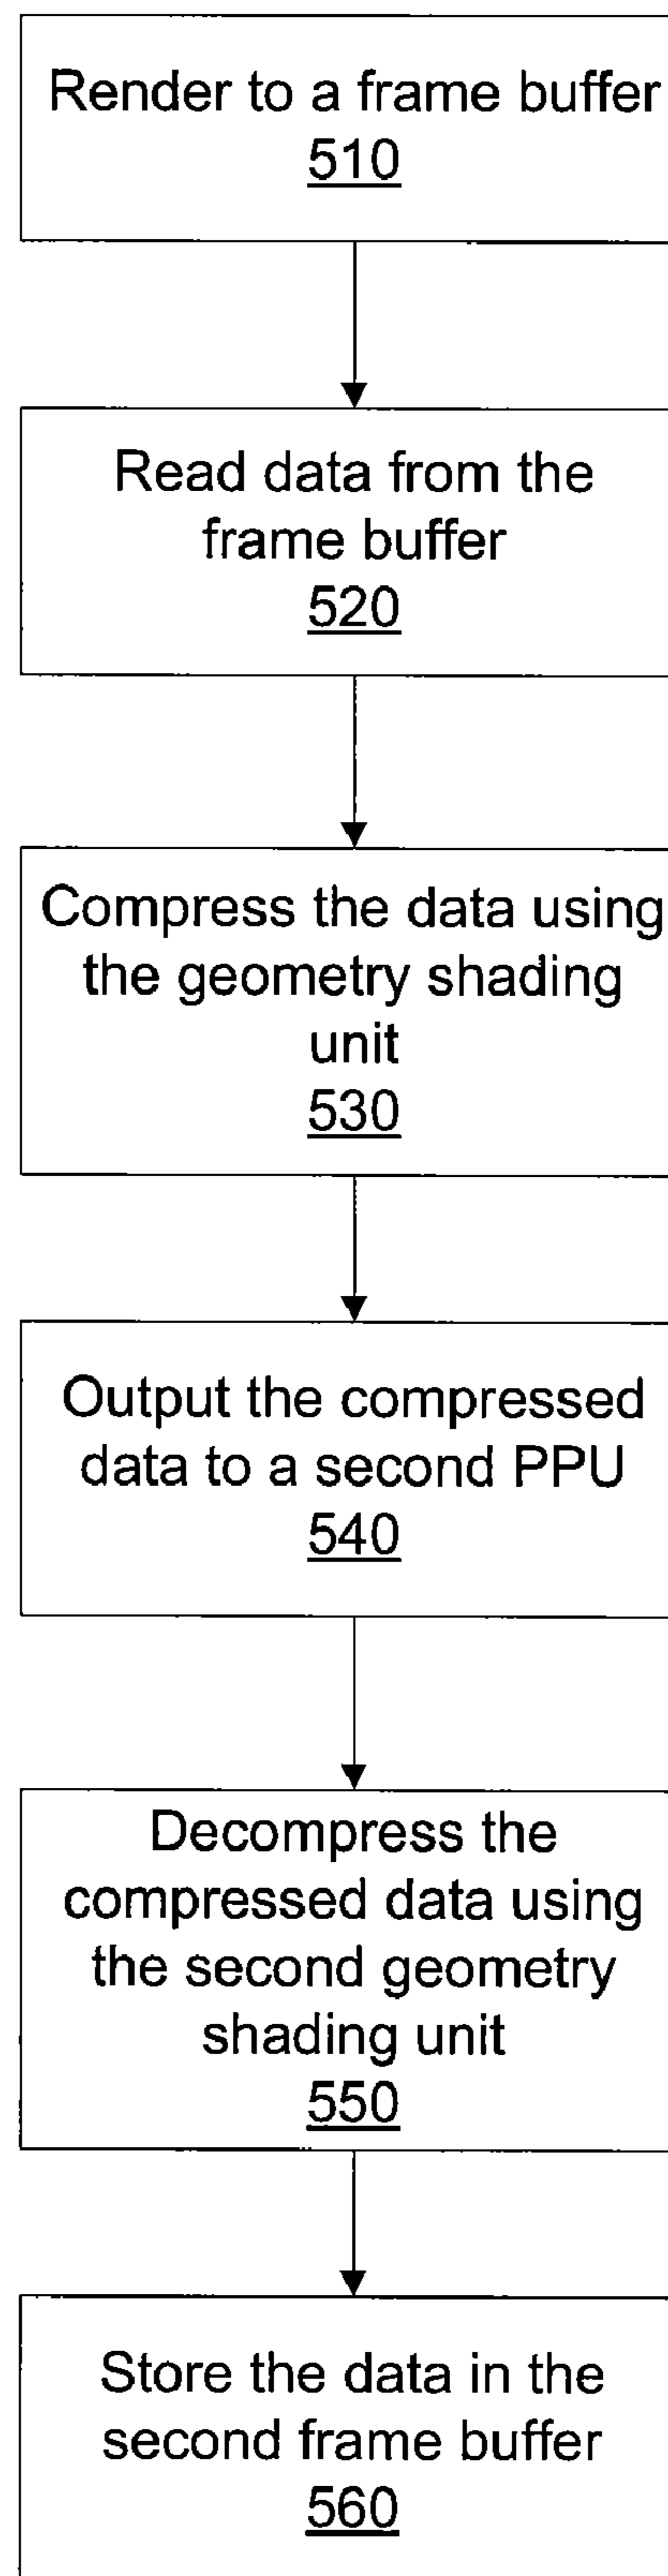 Render to a frame buffer
510
Read data from the
frame buffer
520
Compress the data using
the geometry shading
unit
530
Output the compressed
data to a second PPU
540
Decompress the
compressed data using
the second geometry
shading unit
550
Store the data in the
second frame buffer
560